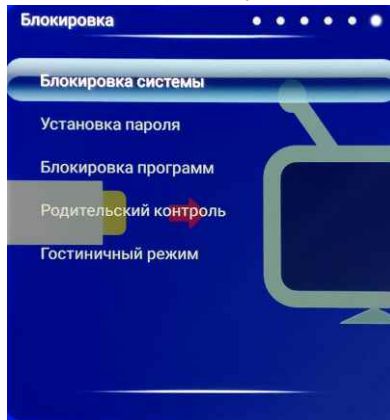 Блокировка
Блокировка системы
Установка пароля
Блокировка программ
Родительский контроль
Гостиничный режим